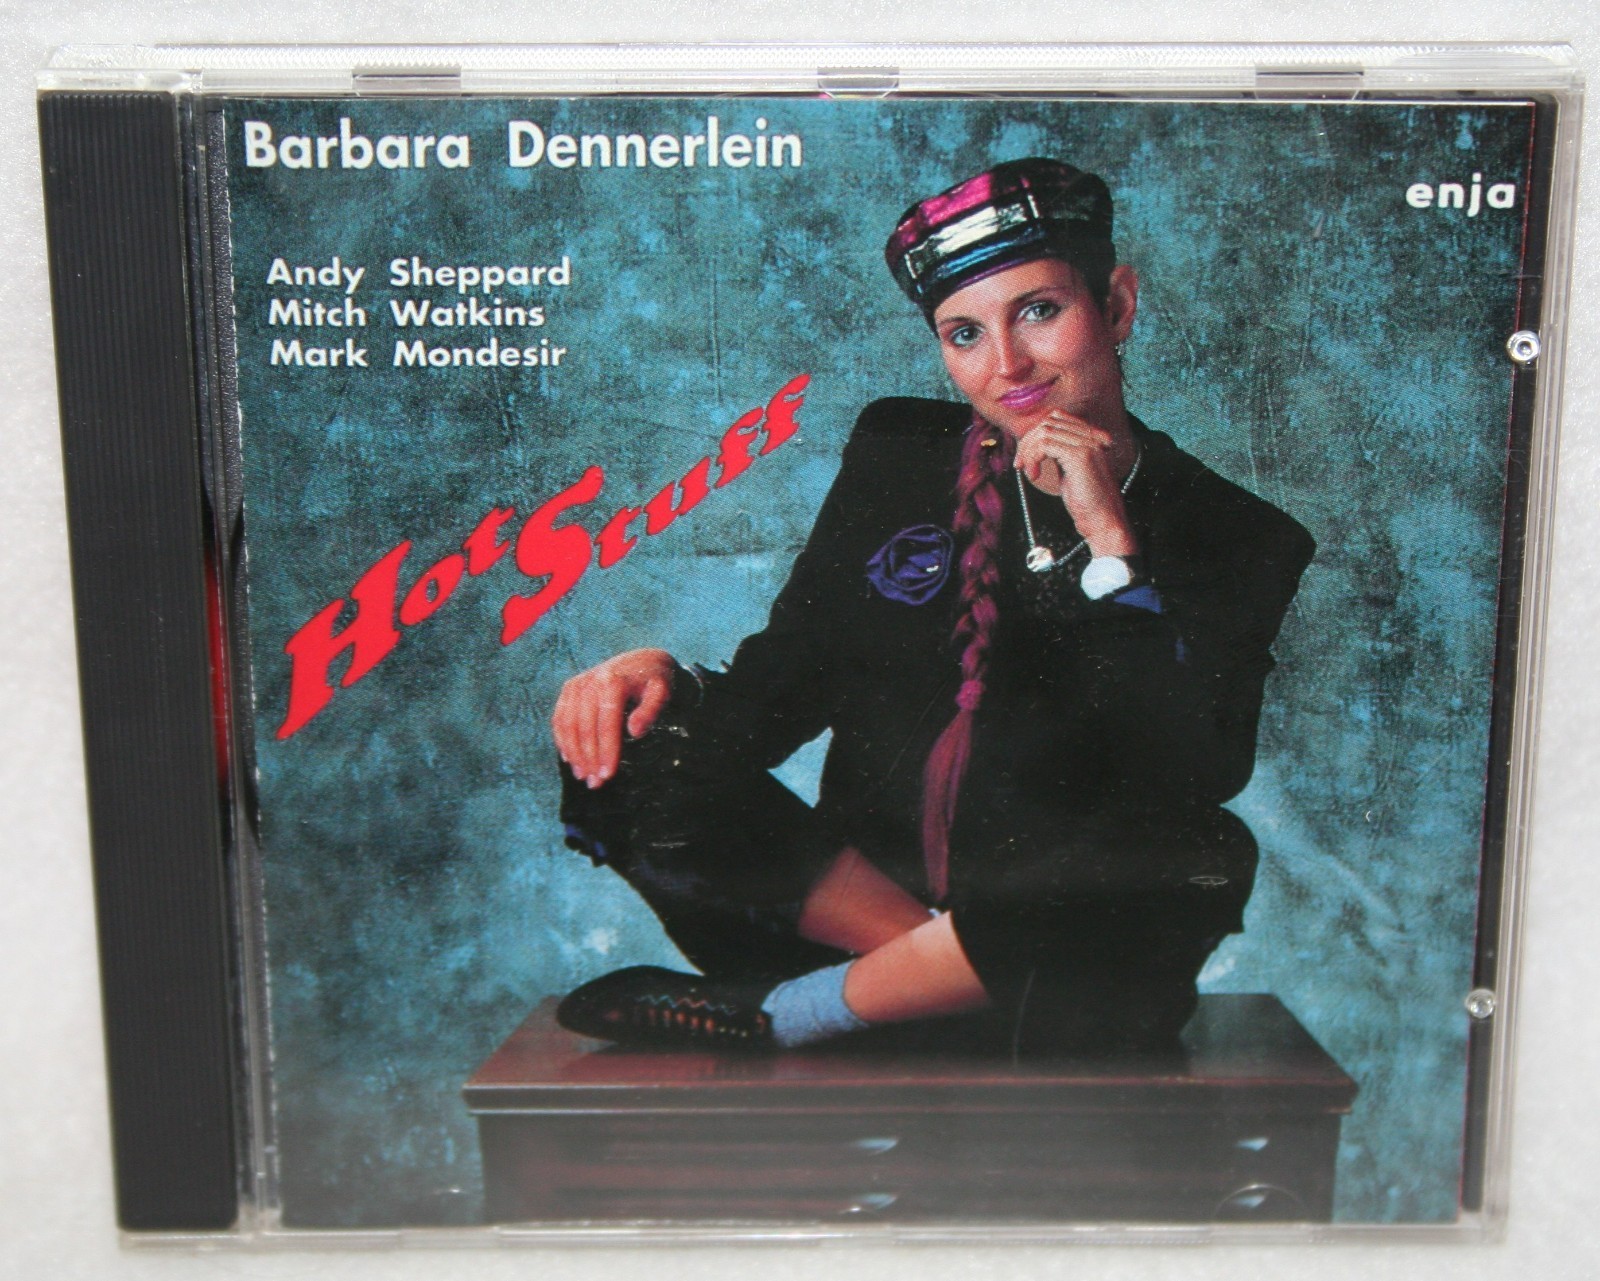 Barbara Dennerlein
enja
Andy Sheppard
Mitch Watkins
Mark Mondesir
Hot Stuff